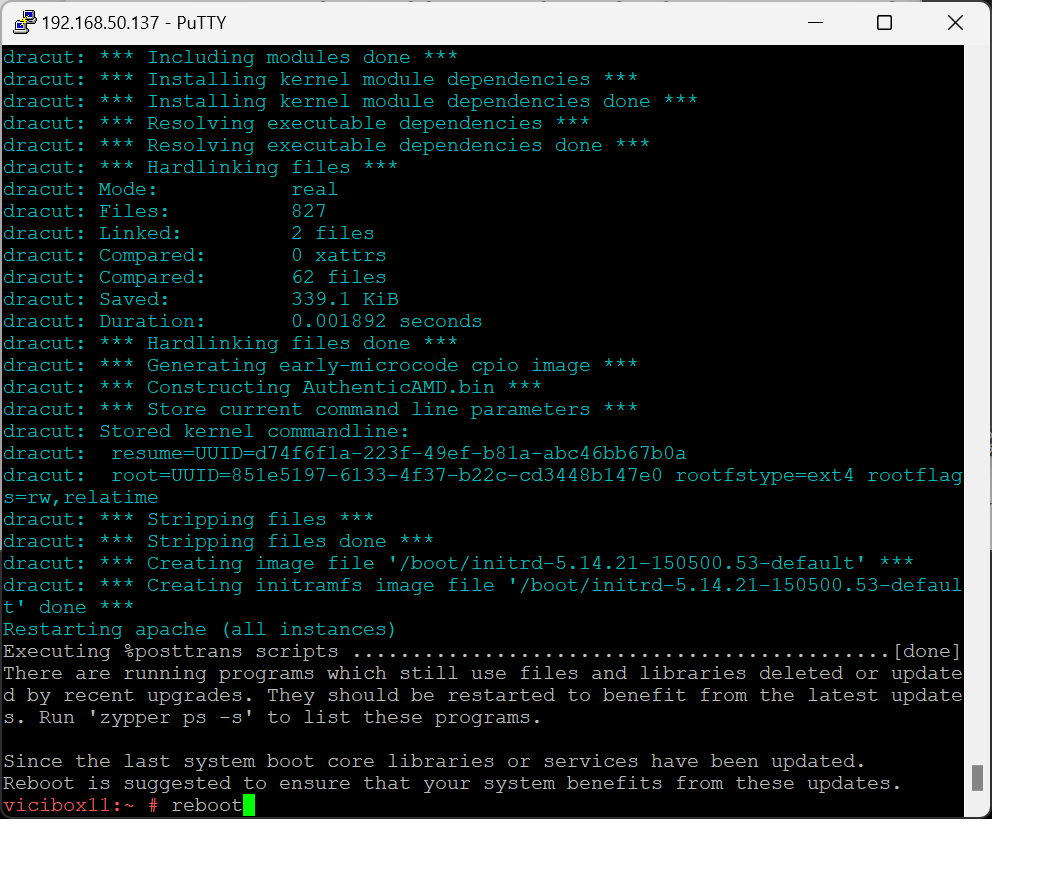 192.168.50.137 - PuTTY
dracut: *** Including modules done ***
dracut: *** Installing kernel module dependencies ***
dracut: *** Installing kernel module dependencies done ***
dracut: *** Resolving executable dependencies ***
dracut: *** Resolving executable dependencies done ***
dracut: *** Hardlinking files ***
dracut: Mode:           real
dracut: Files:          827
dracut: Linked:         2 files
dracut: Compared:       0 xattrs
dracut: Compared:       62 files
dracut: Saved:          339.1 KiB
dracut: Duration:       0.001892 seconds
dracut: *** Hardlinking files done ***
dracut: *** Generating early-microcode cpio image ***
dracut: *** Constructing AuthenticAMD.bin ***
dracut: *** Store current command line parameters ***
dracut: Stored kernel commandline:
dracut:  resume=UUID=d74f6f1a-223f-49ef-b81a-abc46bb67b0a
dracut:  root=UUID=851e5197-6133-4f37-b22c-cd3448b147e0 rootfstype=ext4 rootflag
s=rw,relatime
dracut: *** Stripping files ***
dracut: *** Stripping files done ***
dracut: *** Creating image file '/boot/initrd-5.14.21-150500.53-default' ***
dracut: *** Creating initramfs image file '/boot/initrd-5.14.21-150500.53-defaul
t' done ***
Restarting apache (all instances)
Executing %posttrans scripts .............................................[done]
There are running programs which still use files and libraries deleted or update
d by recent upgrades. They should be restarted to benefit from the latest update
s. Run 'zypper ps -s' to list these programs.
Since the last system boot core libraries or services have been updated.
Reboot is suggested to ensure that your system benefits from these updates.
vicibox11:~ # reboot